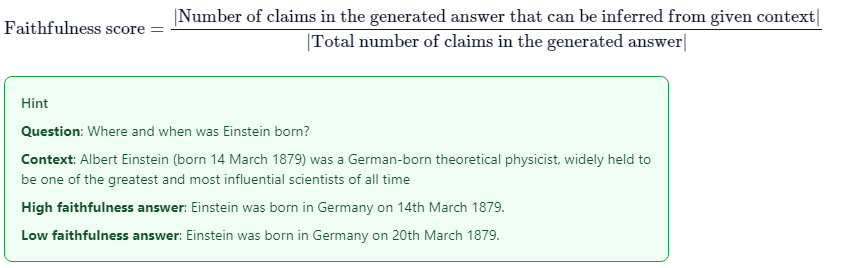 Faithfulness score = |Number of claims in the generated answer that can be inferred from given context| / |Total number of claims in the generated answer|
Hint
Question: Where and when was Einstein born?
Context: Albert Einstein (born 14 March 1879) was a German-born theoretical physicist, widely held to
be one of the greatest and most influential scientists of all time
High faithfulness answer: Einstein was born in Germany on 14th March 1879.
Low faithfulness answer: Einstein was born in Germany on 20th March 1879.